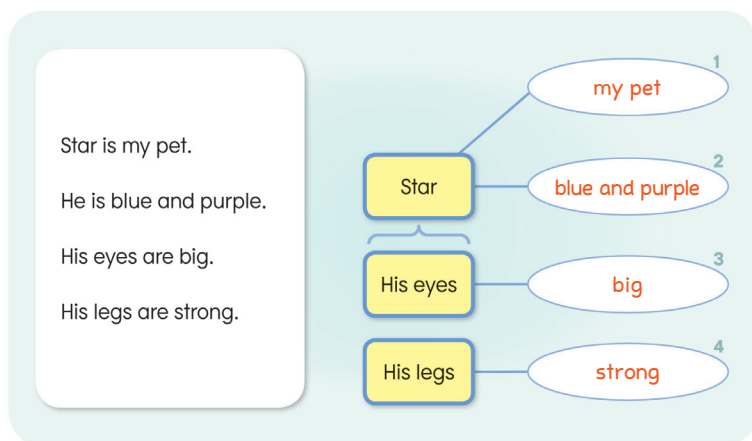 Star is my pet.
He is blue and purple.
His eyes are big.
His legs are strong.
1
my pet
Star
2
blue and purple
His eyes
3
big
His legs
4
strong